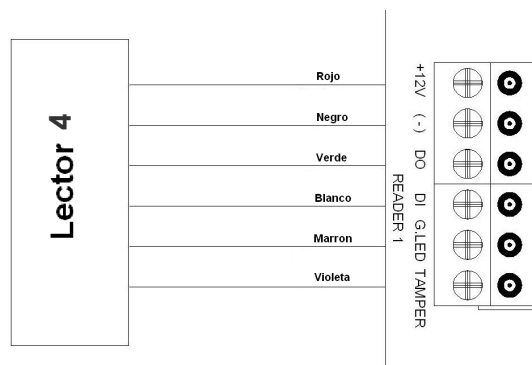 Lector 4
Rojo
Negro
Verde
Blanco
Marron
Violeta
READER 1
+12V (-) DO DI G.LED TAMPER